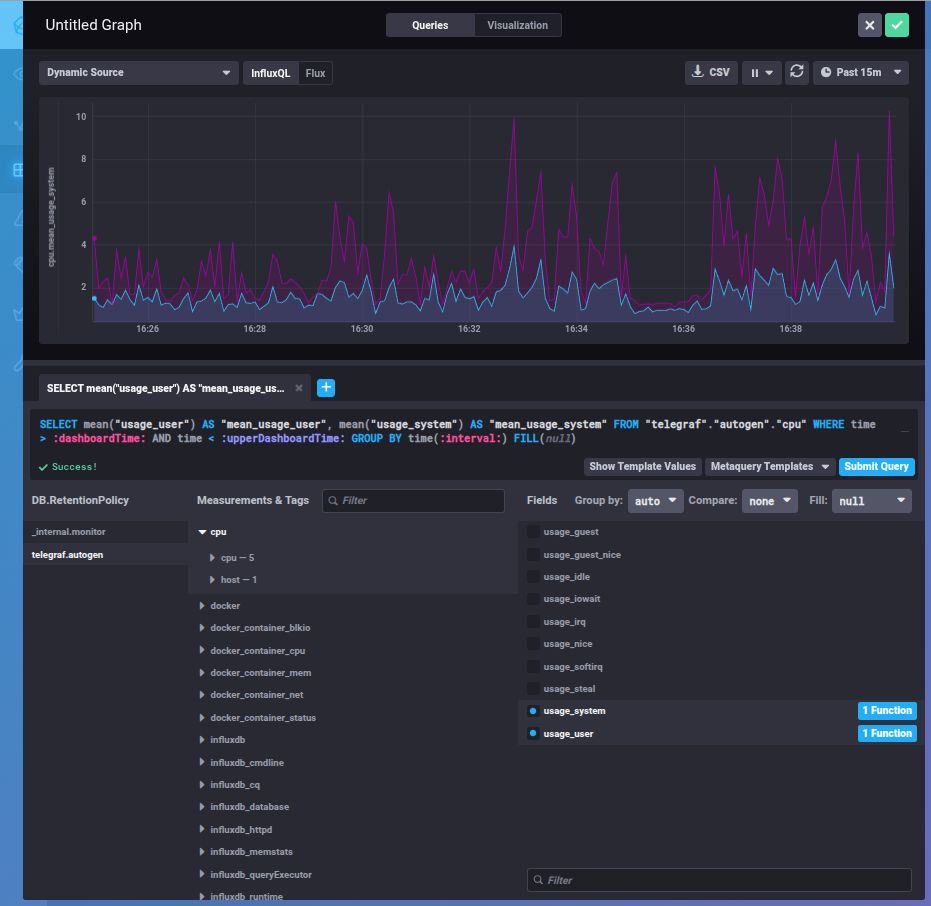 Untitled Graph
Queries
Visualization
Dynamic Source
InfluxQL
Flux
CSV
Past 15m
cpu.mean_usage_system
10
8
6
4
2
16:26
16:28
16:30
16:32
16:34
16:36
16:38
SELECT mean("usage_user") AS "mean_usage_us...
SELECT mean("usage_user") AS "mean_usage_user", mean("usage_system") AS "mean_usage_system" FROM "telegraf"."autogen"."cpu" WHERE time
> :dashboardTime: AND time < :upperDashboardTime: GROUP BY time(:interval:) FILL(null)
Success!
Show Template Values
Metaquery Templates
Submit Query
DB.RetentionPolicy
_internal.monitor
telegraf.autogen
Measurements & Tags
Filter
cpu
cpu — 5
host — 1
docker
docker_container_blkio
docker_container_cpu
docker_container_mem
docker_container_net
docker_container_status
influxdb
influxdb_cmdline
influxdb_cq
influxdb_database
influxdb_httpd
influxdb_memstats
influxdb_queryExecutor
influxdb_runtime
Fields
Group by:
auto
Compare:
none
Fill:
null
usage_guest
usage_guest_nice
usage_idle
usage_iowait
usage_irq
usage_nice
usage_softirq
usage_steal
usage_system
1 Function
usage_user
1 Function
Filter